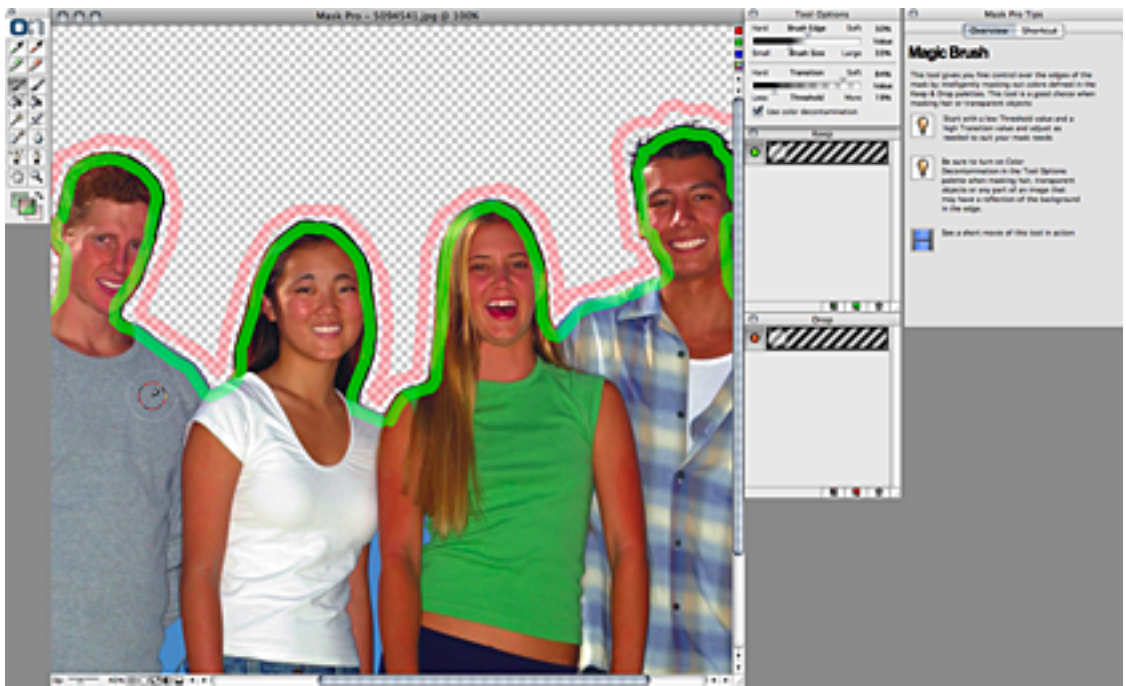 Mask Pro - 5094541.jpg @ 100%
Tool Options
Hard Brush Edge Soft 50%
Value
Small Brush Size Large
Hard Transition Soft
Value
Less Threshold More
Use color decontamination
Keep
Drop
Mask Pro Tips
Overview Shortcut
Magic Brush
This tool gives you fine control over the edges of the
mask by intelligently masking out colors defined in the
Keep & Drop palettes. This tool is a good choice when
masking hair or transparent objects
Start with a low Threshold value and a
high Transition value and adjust as
needed to suit your mask needs
Be sure to turn on Color
Decontamination in the Tool Options
palette when masking hair, transparent
objects or any part of an image that
may have a reflection of the background
in the edge.
See a short movie of this tool in action